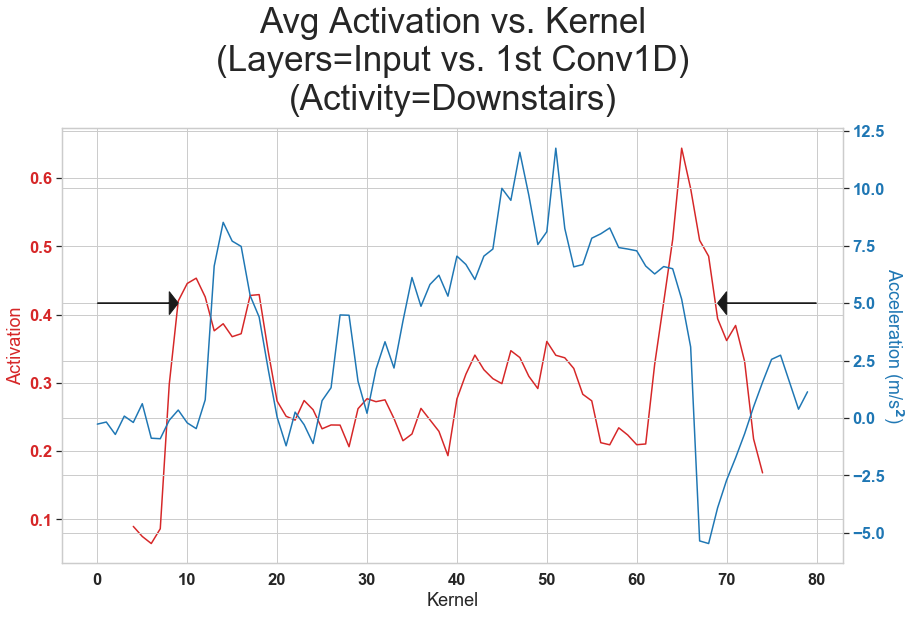 Avg Activation vs. Kernel
(Layers=Input vs. 1st Conv1D)
(Activity=Downstairs)
12.5
10.0
7.5
5.0
2.5
0.0
−2.5
−5.0
Acceleration (m/s²)
0.6
0.5
0.4
0.3
0.2
0.1
Activation
0 10 20 30 40 50 60 70 80
Kernel